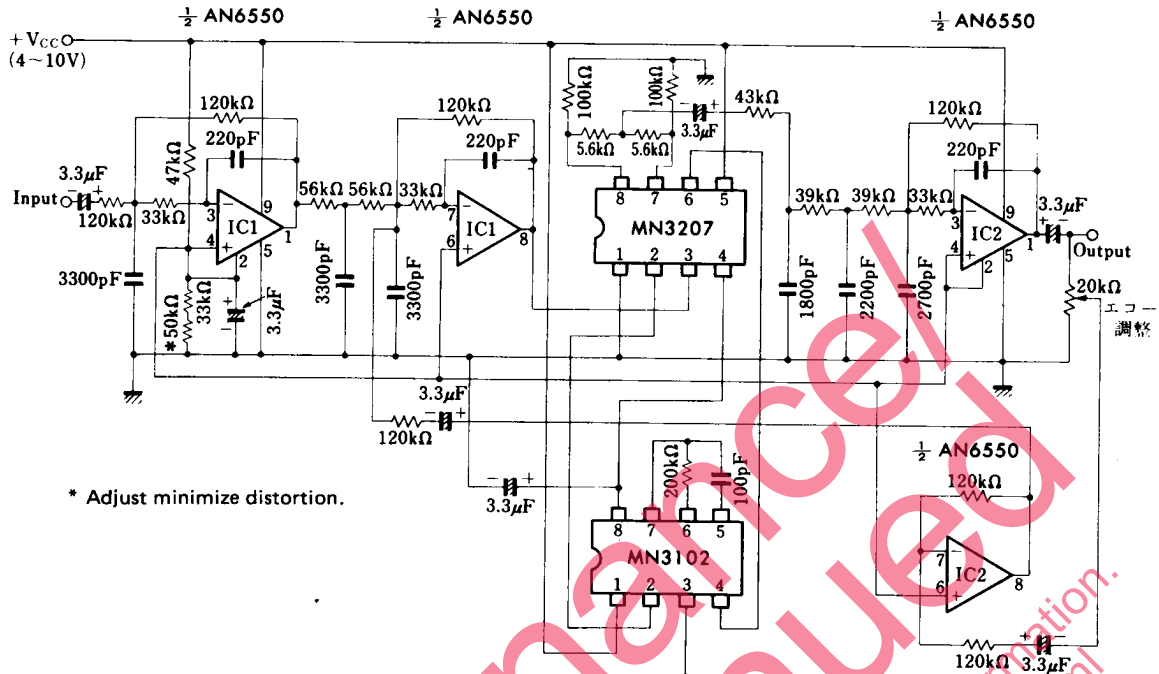 ½ AN6550
½ AN6550
½ AN6550
+Vcc
(4~10V)
120kΩ
220pF
47kΩ
3.3μF
Input
120kΩ
33kΩ
3
4
IC1
9
5
2
1
3300pF
*50kΩ
33kΩ
3.3μF
56kΩ
56kΩ
33kΩ
3300pF
3300pF
120kΩ
220pF
7
6
IC1
8
100kΩ
100kΩ
5.6kΩ
5.6kΩ
3.3μF
43kΩ
8 7 6 5
MN3207
1 2 3 4
39kΩ
39kΩ
33kΩ
1800pF
2200pF
2700pF
120kΩ
220pF
3
4
IC2
9
5
2
1
3.3μF
Output
20kΩ
エコー
調整
120kΩ
3.3μF
3.3μF
* Adjust minimize distortion.
200kΩ
100pF
8 7 6 5
MN3102
1 2 3 4
½ AN6550
120kΩ
7
6
IC2
8
120kΩ
3.3μF
mation.